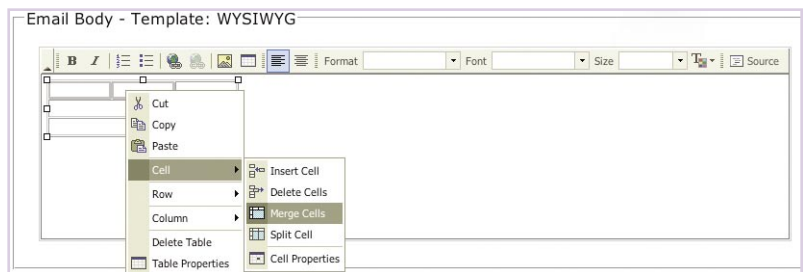 Email Body - Template: WYSIWYG
B I Format Font Size T Source
Cut
Copy
Paste
Cell
Row
Column
Delete Table
Table Properties
Insert Cell
Delete Cells
Merge Cells
Split Cell
Cell Properties